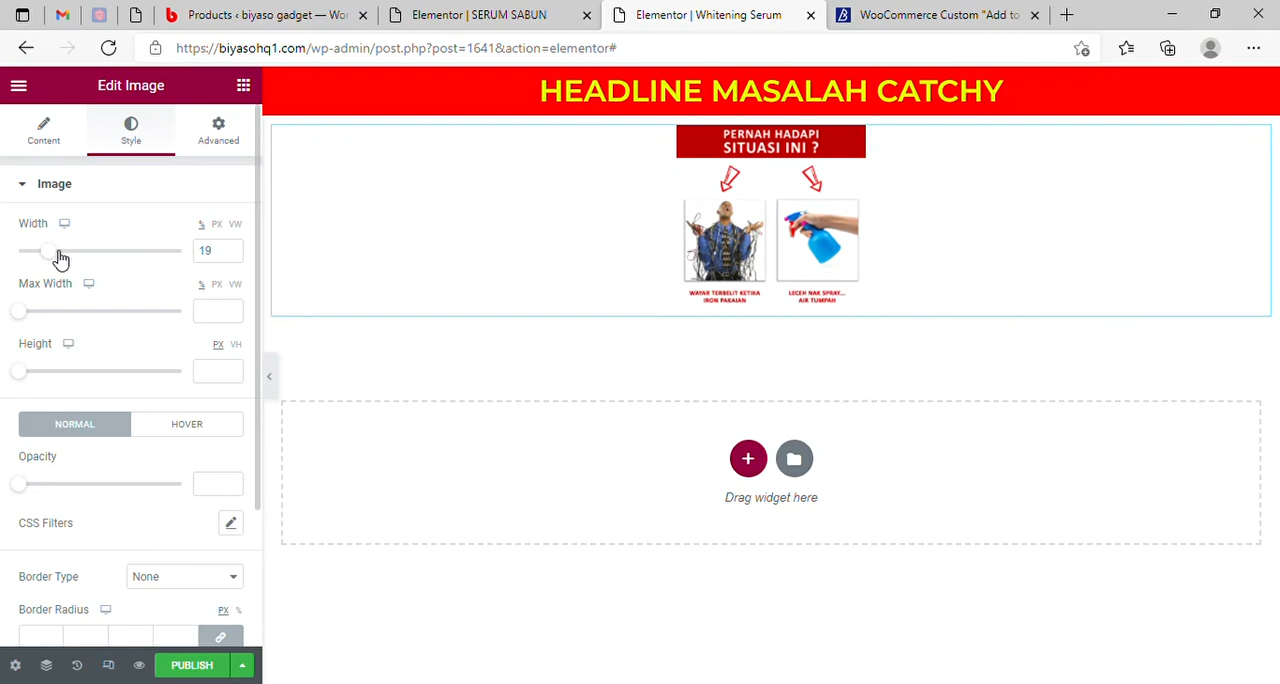 Products ‹ biyaso gadget — Wor
Elementor | SERUM SABUN
Elementor | Whitening Serum
WooCommerce Custom "Add to
https://biyasohq1.com/wp-admin/post.php?post=1641&action=elementor#
Edit Image
HEADLINE MASALAH CATCHY
Content
Style
Advanced
PERNAH HADAPI
SITUASI INI ?
WAYAR TERBELIT KETIKA
IRON PAKAIAN
LECEH NAK SPRAY...
AIR TUMPAH
Image
Width
% PX VW
19
Max Width
% PX VW
Height
PX VH
NORMAL
HOVER
Opacity
CSS Filters
Border Type
None
Border Radius
PX %
PUBLISH
Drag widget here